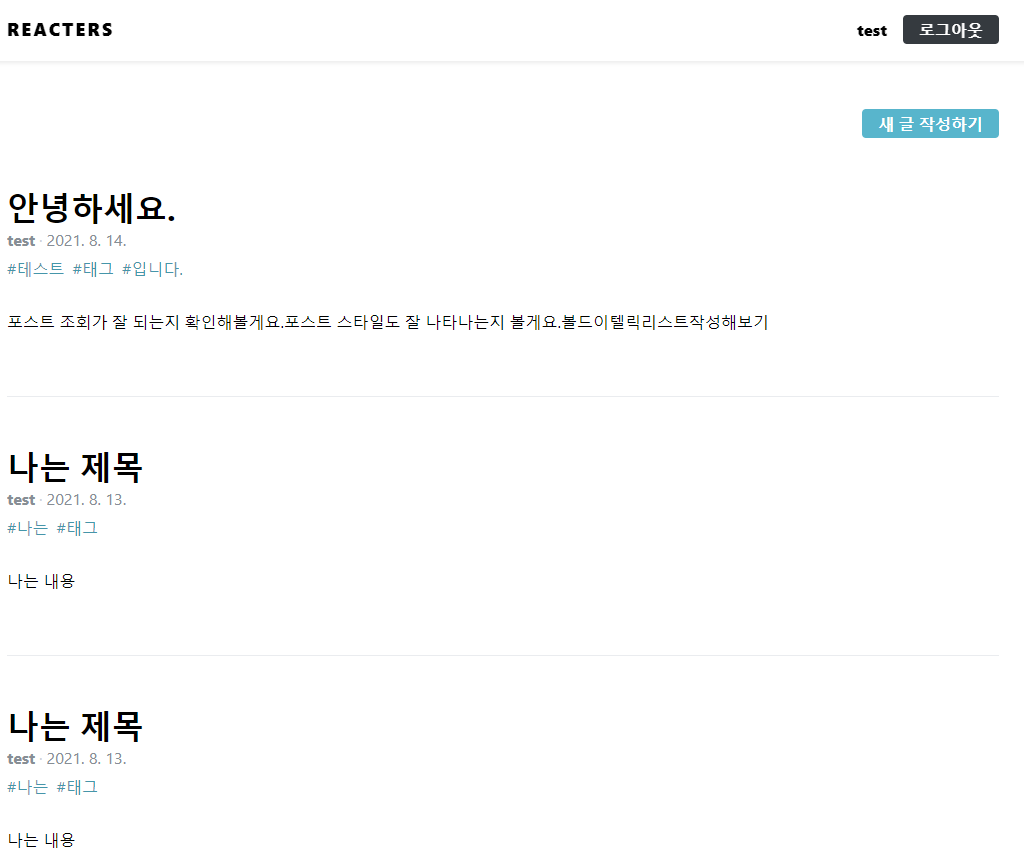 REACTERS
test 로그아웃
새 글 작성하기
안녕하세요.
test · 2021. 8. 14.
#테스트 #태그 #입니다.
포스트 조회가 잘 되는지 확인해볼게요.포스트 스타일도 잘 나타나는지 볼게요.볼드이텔릭리스트작성해보기
나는 제목
test · 2021. 8. 13.
#나는 #태그
나는 내용
나는 제목
test · 2021. 8. 13.
#나는 #태그
나는 내용